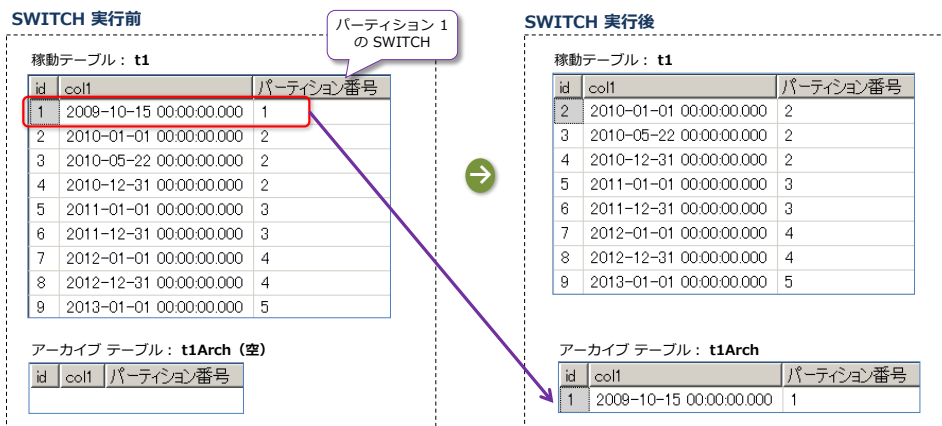 SWITCH 実行前
パーティション 1
の SWITCH
稼動テーブル： t1
id col1 パーティション番号
1 2009-10-15 00:00:00.000 1
2 2010-01-01 00:00:00.000 2
3 2010-05-22 00:00:00.000 2
4 2010-12-31 00:00:00.000 2
5 2011-01-01 00:00:00.000 3
6 2011-12-31 00:00:00.000 3
7 2012-01-01 00:00:00.000 4
8 2012-12-31 00:00:00.000 4
9 2013-01-01 00:00:00.000 5
アーカイブ テーブル： t1Arch（空）
id col1 パーティション番号
SWITCH 実行後
稼動テーブル： t1
id col1 パーティション番号
2 2010-01-01 00:00:00.000 2
3 2010-05-22 00:00:00.000 2
4 2010-12-31 00:00:00.000 2
5 2011-01-01 00:00:00.000 3
6 2011-12-31 00:00:00.000 3
7 2012-01-01 00:00:00.000 4
8 2012-12-31 00:00:00.000 4
9 2013-01-01 00:00:00.000 5
アーカイブ テーブル： t1Arch
id col1 パーティション番号
1 2009-10-15 00:00:00.000 1